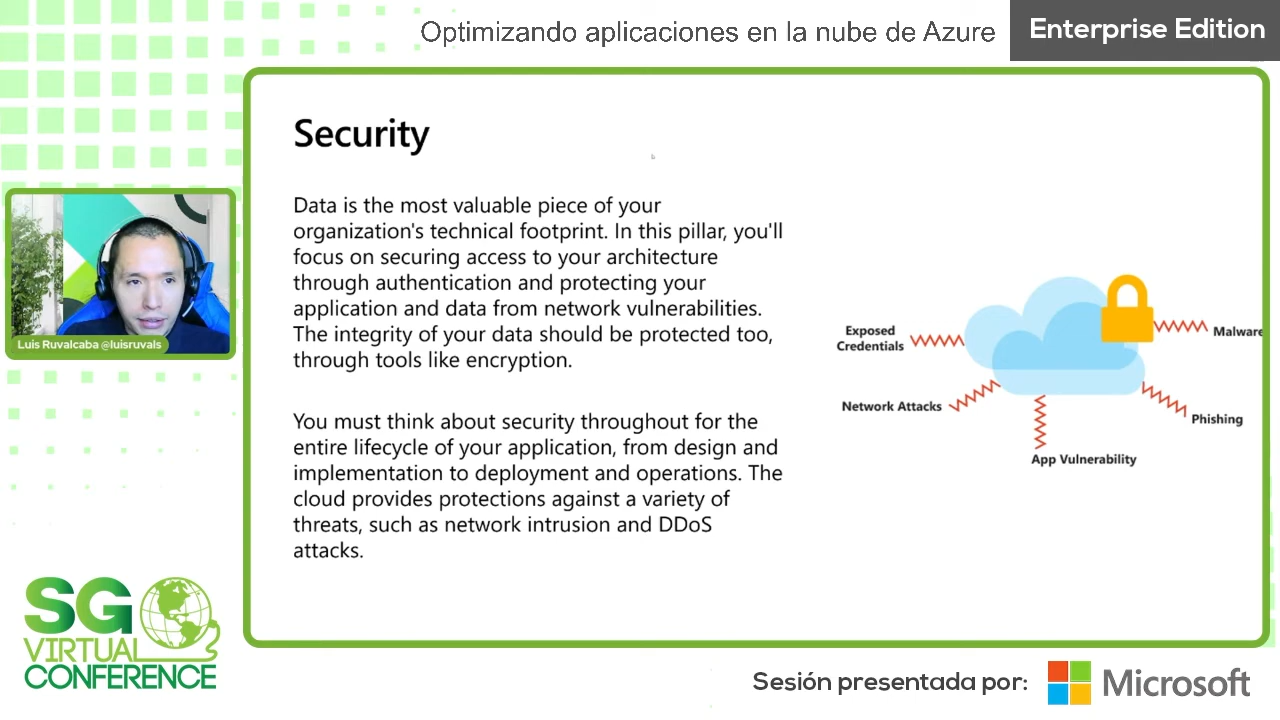 Optimizando aplicaciones en la nube de Azure
Enterprise Edition
Security
Data is the most valuable piece of your
organization's technical footprint. In this pillar, you'll
focus on securing access to your architecture
through authentication and protecting your
application and data from network vulnerabilities.
The integrity of your data should be protected too,
through tools like encryption.
You must think about security throughout for the
entire lifecycle of your application, from design and
implementation to deployment and operations. The
cloud provides protections against a variety of
threats, such as network intrusion and DDoS
attacks.
Exposed
Credentials
Malware
Network Attacks
Phishing
App Vulnerability
Luis Ruvalcaba @luisruvals
SG
VIRTUAL
CONFERENCE
Sesión presentada por:
Microsoft